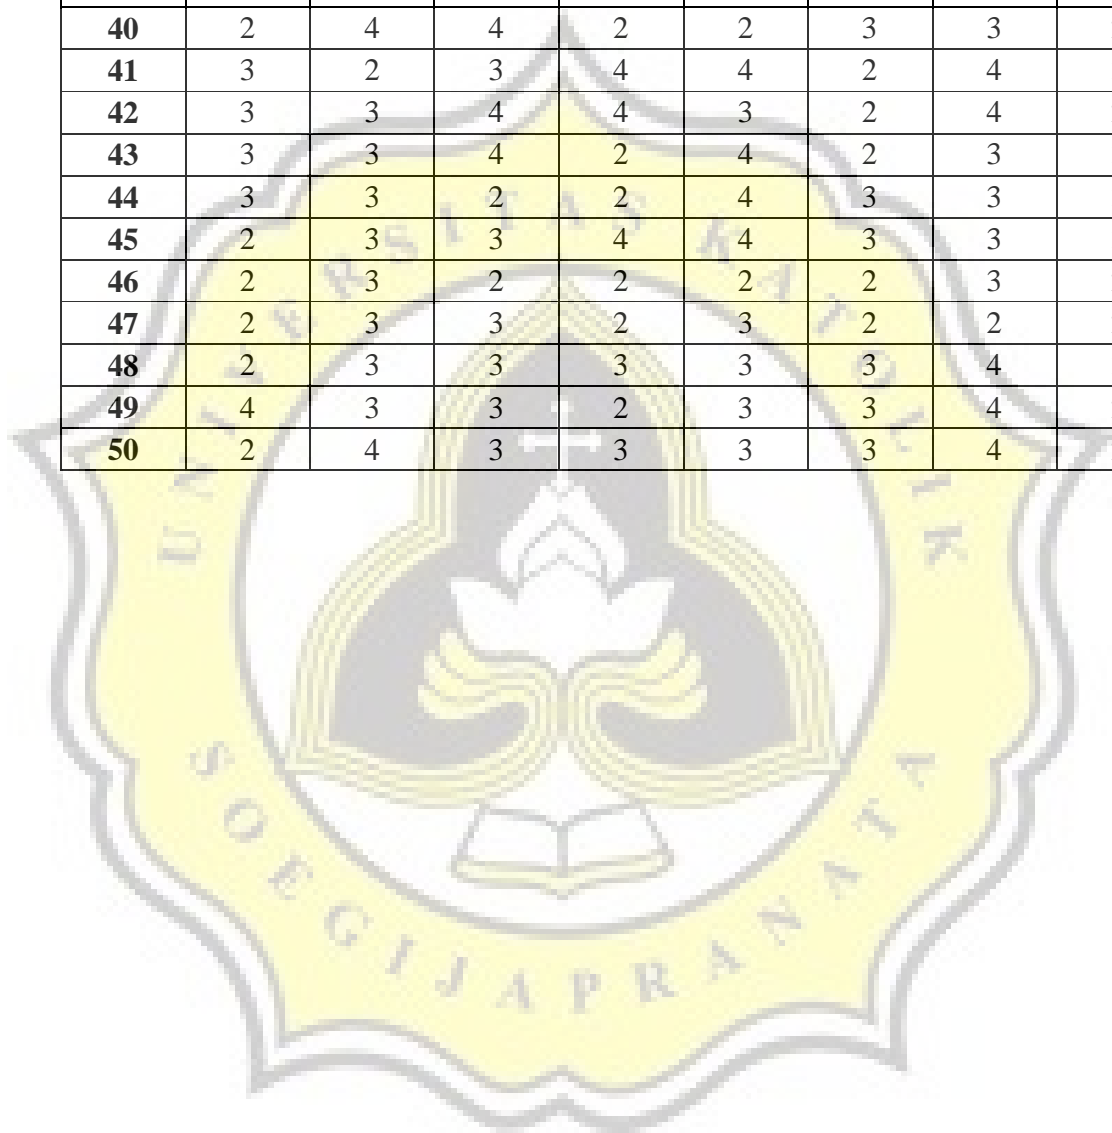 40 2 4 4 2 2 3 3
41 3 2 3 4 4 2 4
42 3 3 4 4 3 2 4
43 3 3 4 2 4 2 3
44 3 3 2 2 4 3 3
45 2 3 3 4 4 3 3
46 2 3 2 2 2 2 3
47 2 3 3 2 3 2 2
48 2 3 3 3 3 3 4
49 4 3 3 2 3 3 4
50 2 4 3 3 3 3 4
UNIVERSITAS KATOLIK
SOEGIJAPRANATA